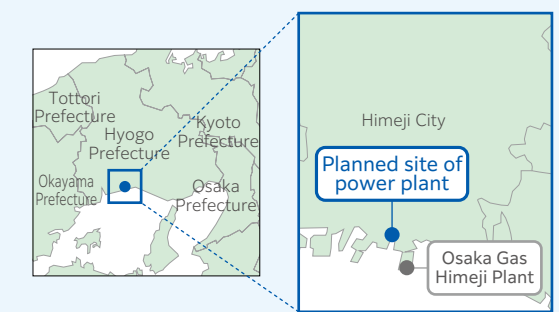 Tottori
Prefecture
Hyogo
Prefecture
Kyoto
Prefecture
Okayama
Prefecture
Osaka
Prefecture
Himeji City
Planned site of
power plant
Osaka Gas
Himeji Plant